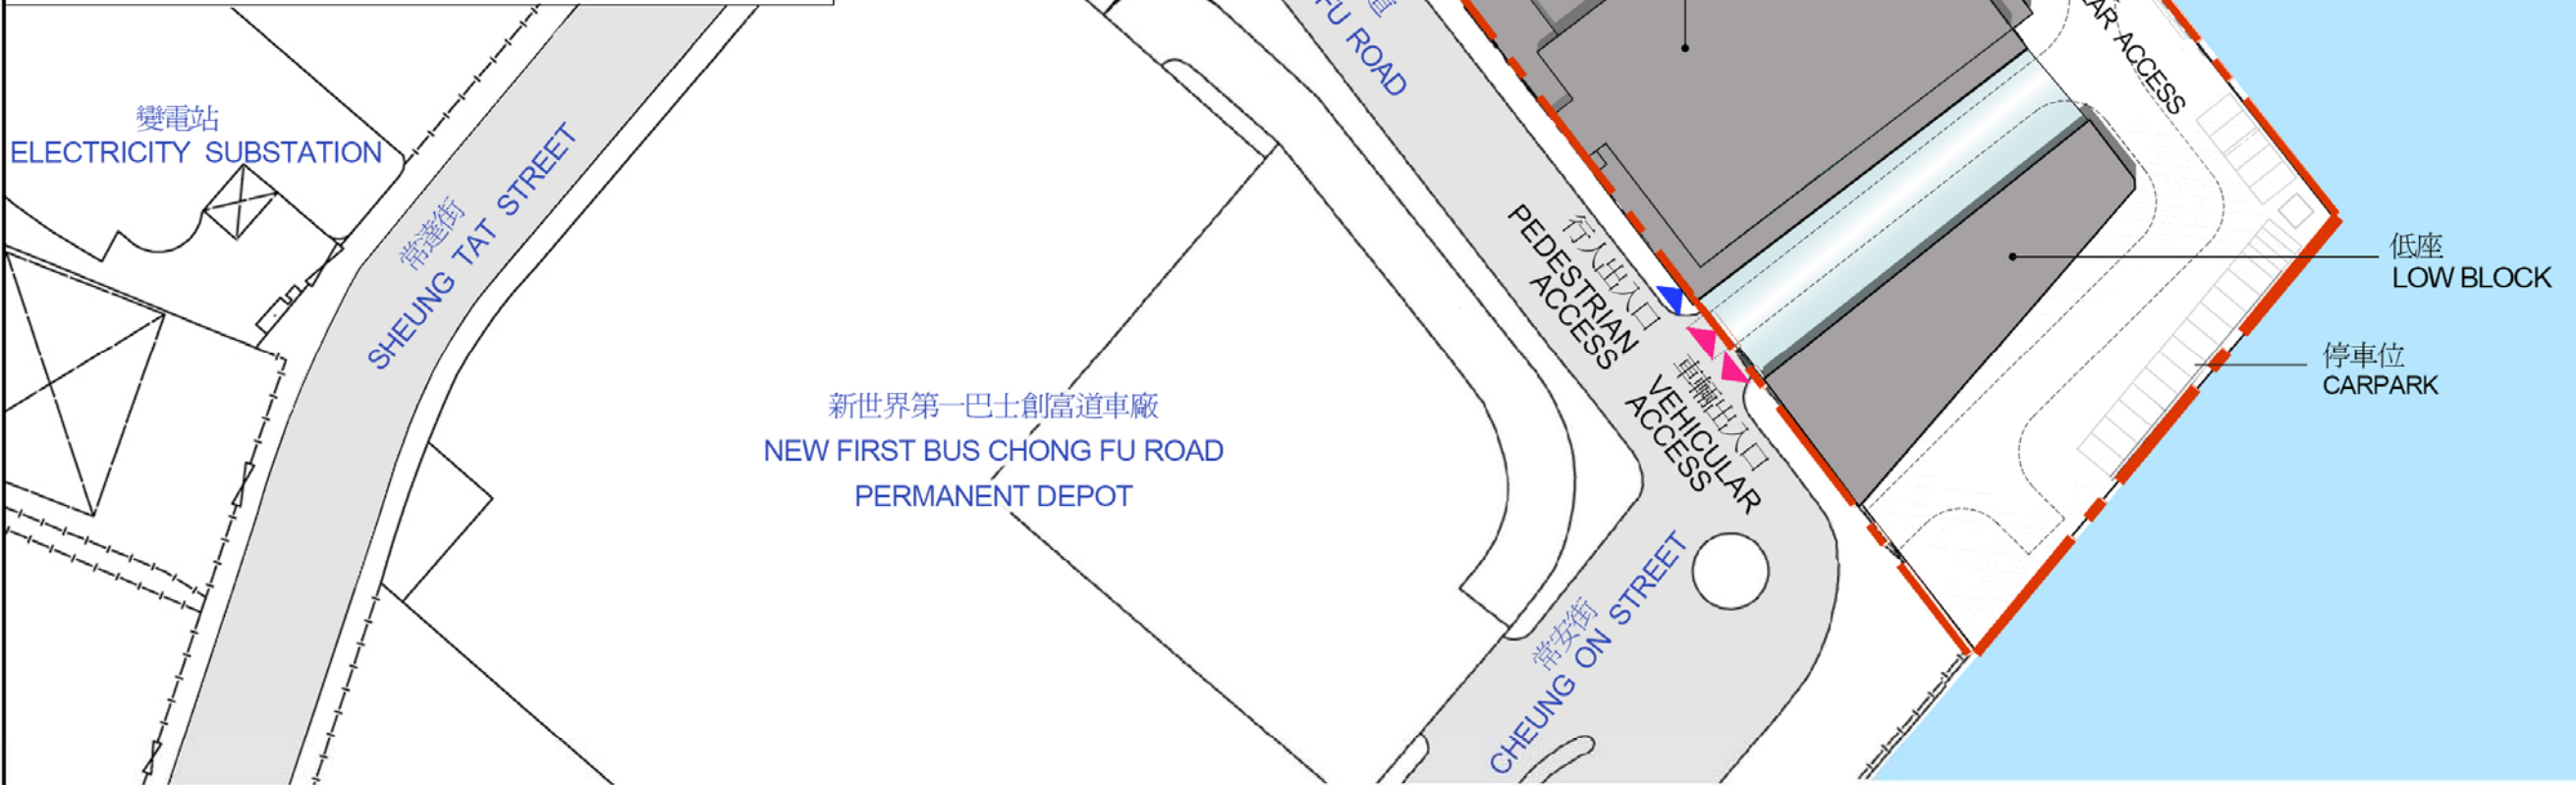 道
FU ROAD
AR ACCESS
變電站
ELECTRICITY SUBSTATION
常達街
SHEUNG TAT STREET
行人出入口
PEDESTRIAN
ACCESS
低座
LOW BLOCK
車輛出入口
VEHICULAR
ACCESS
停車位
CARPARK
新世界第一巴士創富道車廠
NEW FIRST BUS CHONG FU ROAD
PERMANENT DEPOT
常安街
CHEUNG ON STREET